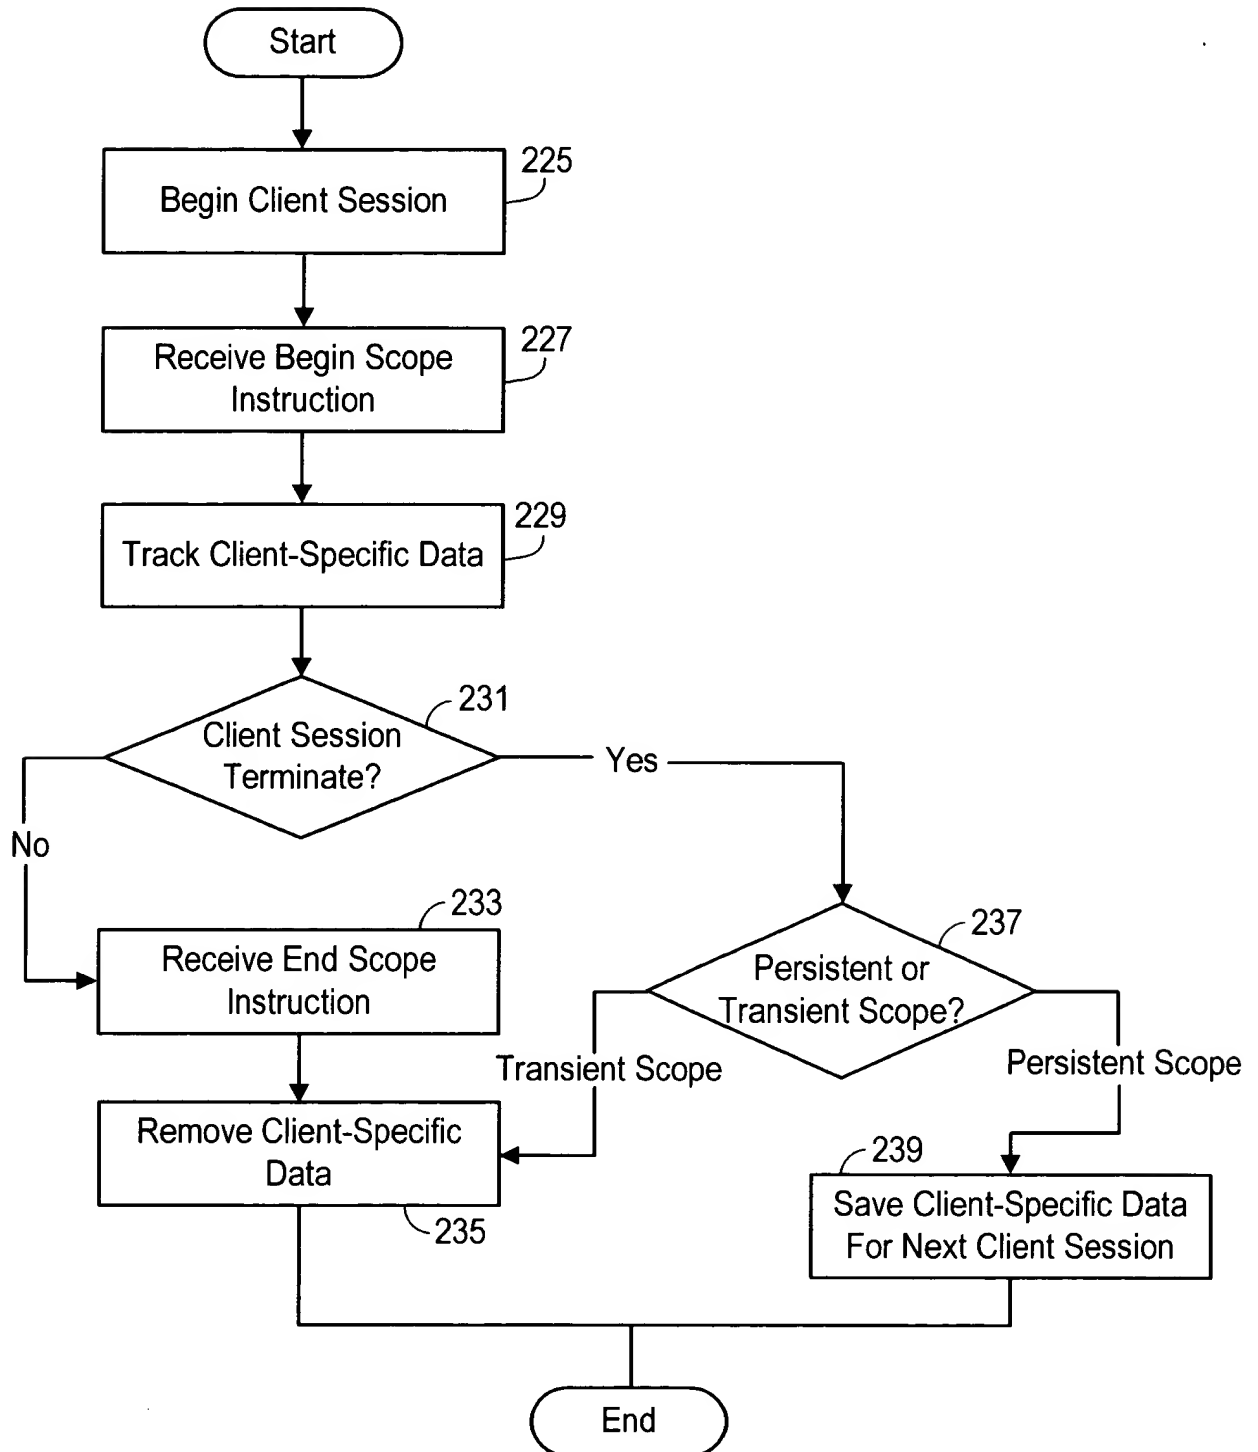 Start
225
Begin Client Session
227
Receive Begin Scope
Instruction
229
Track Client-Specific Data
231
Client Session
Terminate?
Yes
No
233
Receive End Scope
Instruction
237
Persistent or
Transient Scope?
Transient Scope
Persistent Scope
Remove Client-Specific
Data
235
239
Save Client-Specific Data
For Next Client Session
End